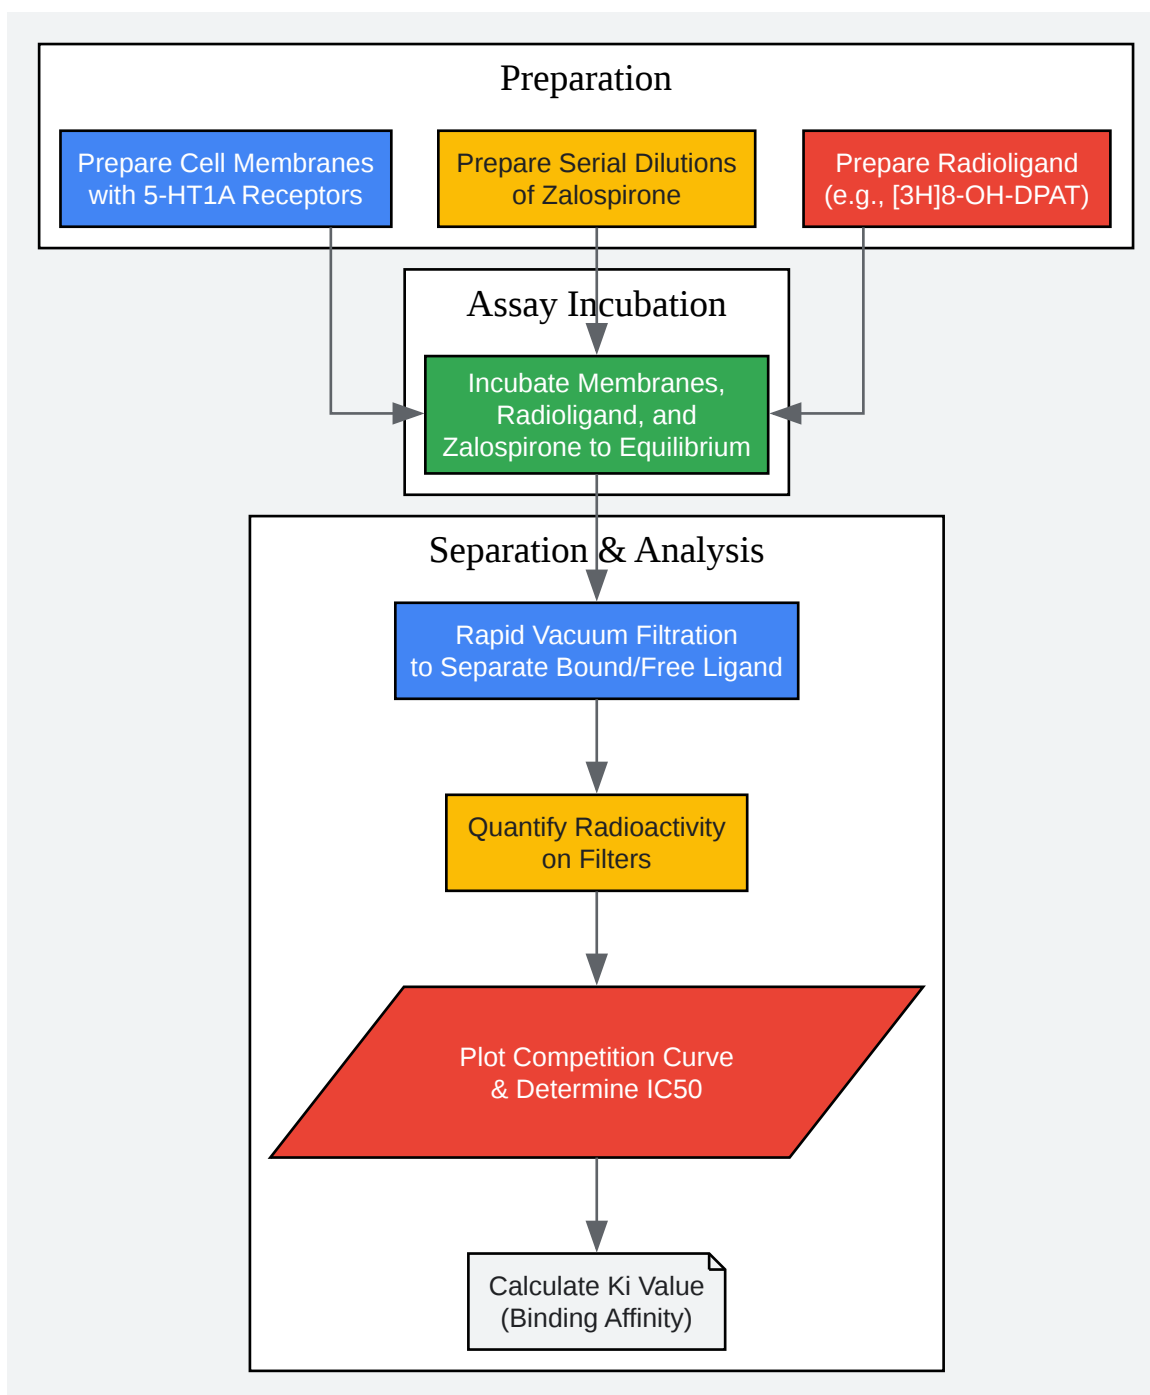 Preparation
Prepare Cell Membranes
with 5-HT1A Receptors
Prepare Serial Dilutions
of Zalospirone
Prepare Radioligand
(e.g., [3H]8-OH-DPAT)
Assay Incubation
Incubate Membranes,
Radioligand, and
Zalospirone to Equilibrium
Separation & Analysis
Rapid Vacuum Filtration
to Separate Bound/Free Ligand
Quantify Radioactivity
on Filters
Plot Competition Curve
& Determine IC50
Calculate Ki Value
(Binding Affinity)